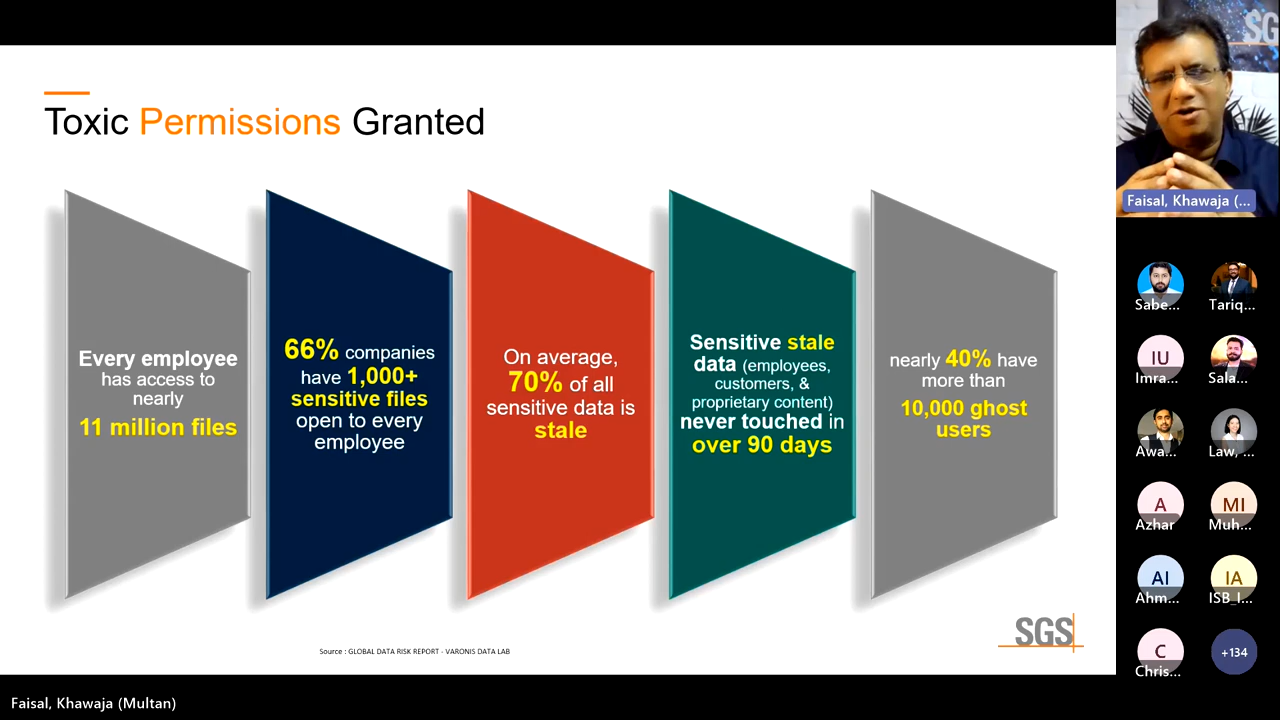 Toxic Permissions Granted
Every employee
has access to
nearly
11 million files
66% companies
have 1,000+
sensitive files
open to every
employee
On average,
70% of all
sensitive data is
stale
Sensitive stale
data (employees,
customers, &
proprietary content)
never touched in
over 90 days
nearly 40% have
more than
10,000 ghost
users
Source : GLOBAL DATA RISK REPORT - VARONIS DATA LAB
SGS
SG
Faisal, Khawaja (...
Sabe...
Tariq...
IU
Imra...
Sala...
Awa...
Law, ...
A
Azhar
MI
Muh...
AI
Ahm...
IA
ISB_I...
C
Chris...
+134
Faisal, Khawaja (Multan)